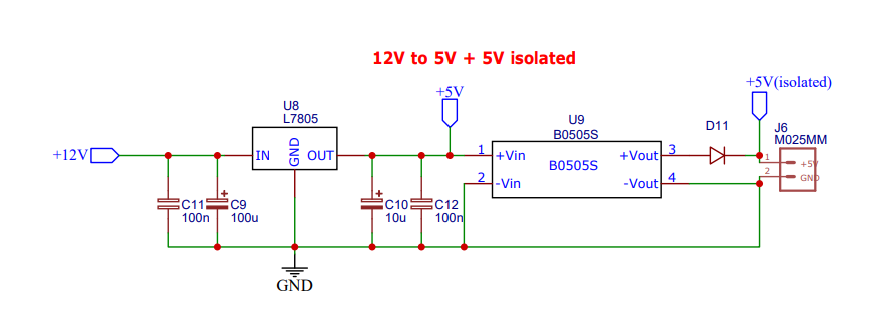 12V to 5V + 5V isolated
+5V(isolated)
+5V
U8
L7805
U9
B0505S
D11
J6
M025MM
+12V
IN
GND
OUT
1
+Vin
B0505S
+Vout
3
1
+5V
2
-Vin
-Vout
4
2
GND
+
C11
100n
C9
100u
+
C10
10u
C12
100n
GND